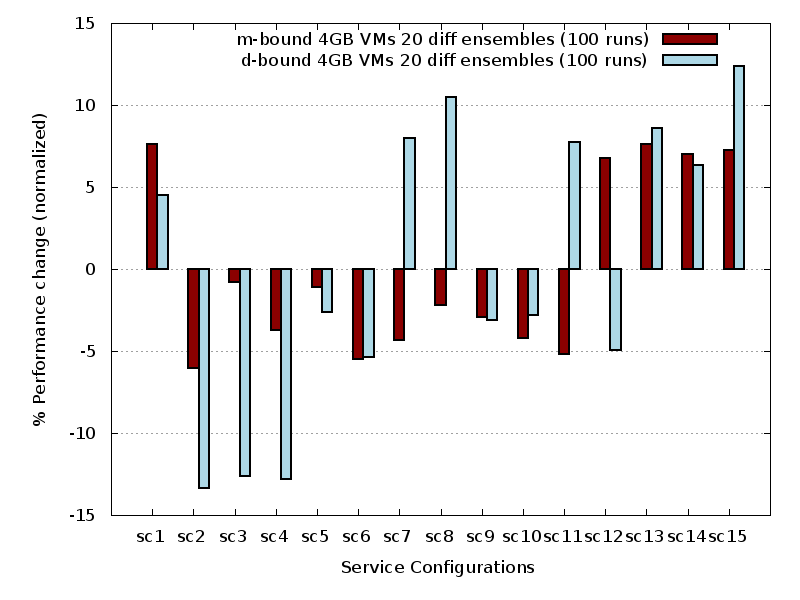 m-bound 4GB VMs 20 diff ensembles (100 runs)
d-bound 4GB VMs 20 diff ensembles (100 runs)
15
10
5
0
-5
-10
-15
% Performance change (normalized)
sc1 sc2 sc3 sc4 sc5 sc6 sc7 sc8 sc9 sc10 sc11 sc12 sc13 sc14 sc15
Service Configurations